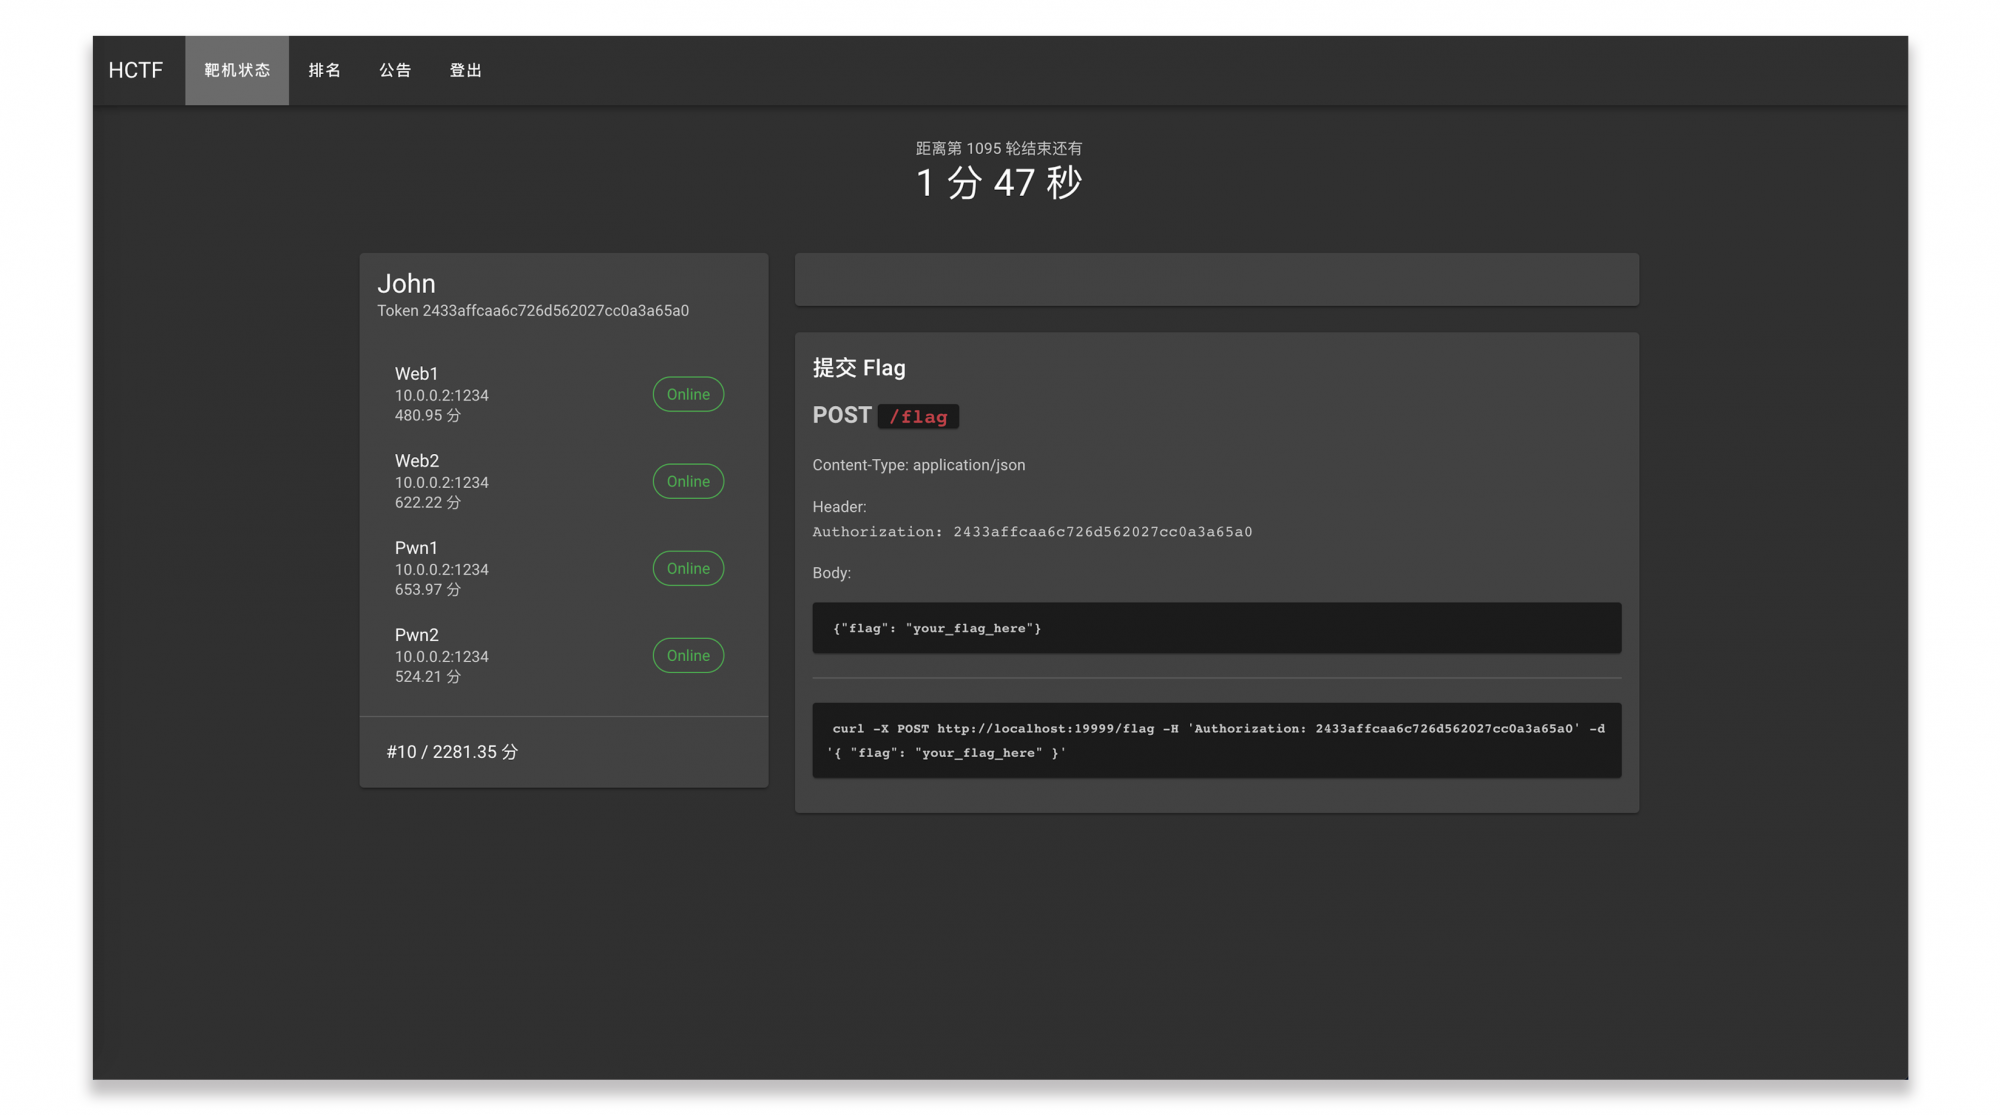 HCTF 靶机状态 排名 公告 登出
距离第 1095 轮结束还有
1 分 47 秒
John
Token 2433affcaa6c726d562027cc0a3a65a0
Web1
10.0.0.2:1234
480.95 分
Online
Web2
10.0.0.2:1234
622.22 分
Online
Pwn1
10.0.0.2:1234
653.97 分
Online
Pwn2
10.0.0.2:1234
524.21 分
Online
#10 / 2281.35 分
提交 Flag
POST /flag
Content-Type: application/json
Header:
Authorization: 2433affcaa6c726d562027cc0a3a65a0
Body:
{"flag": "your_flag_here"}
curl -X POST http://localhost:19999/flag -H 'Authorization: 2433affcaa6c726d562027cc0a3a65a0' -d
'{ "flag": "your_flag_here" }'